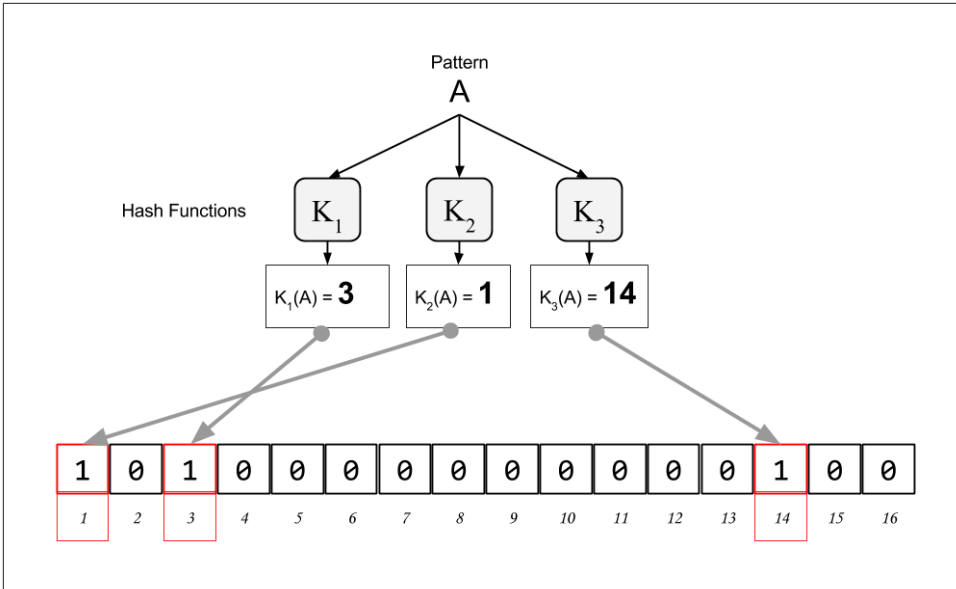 Pattern
A
Hash Functions
K1 K2 K3
K1(A) = 3 K2(A) = 1 K3(A) = 14
1 0 1 0 0 0 0 0 0 0 0 0 0 1 0 0
1 2 3 4 5 6 7 8 9 10 11 12 13 14 15 16